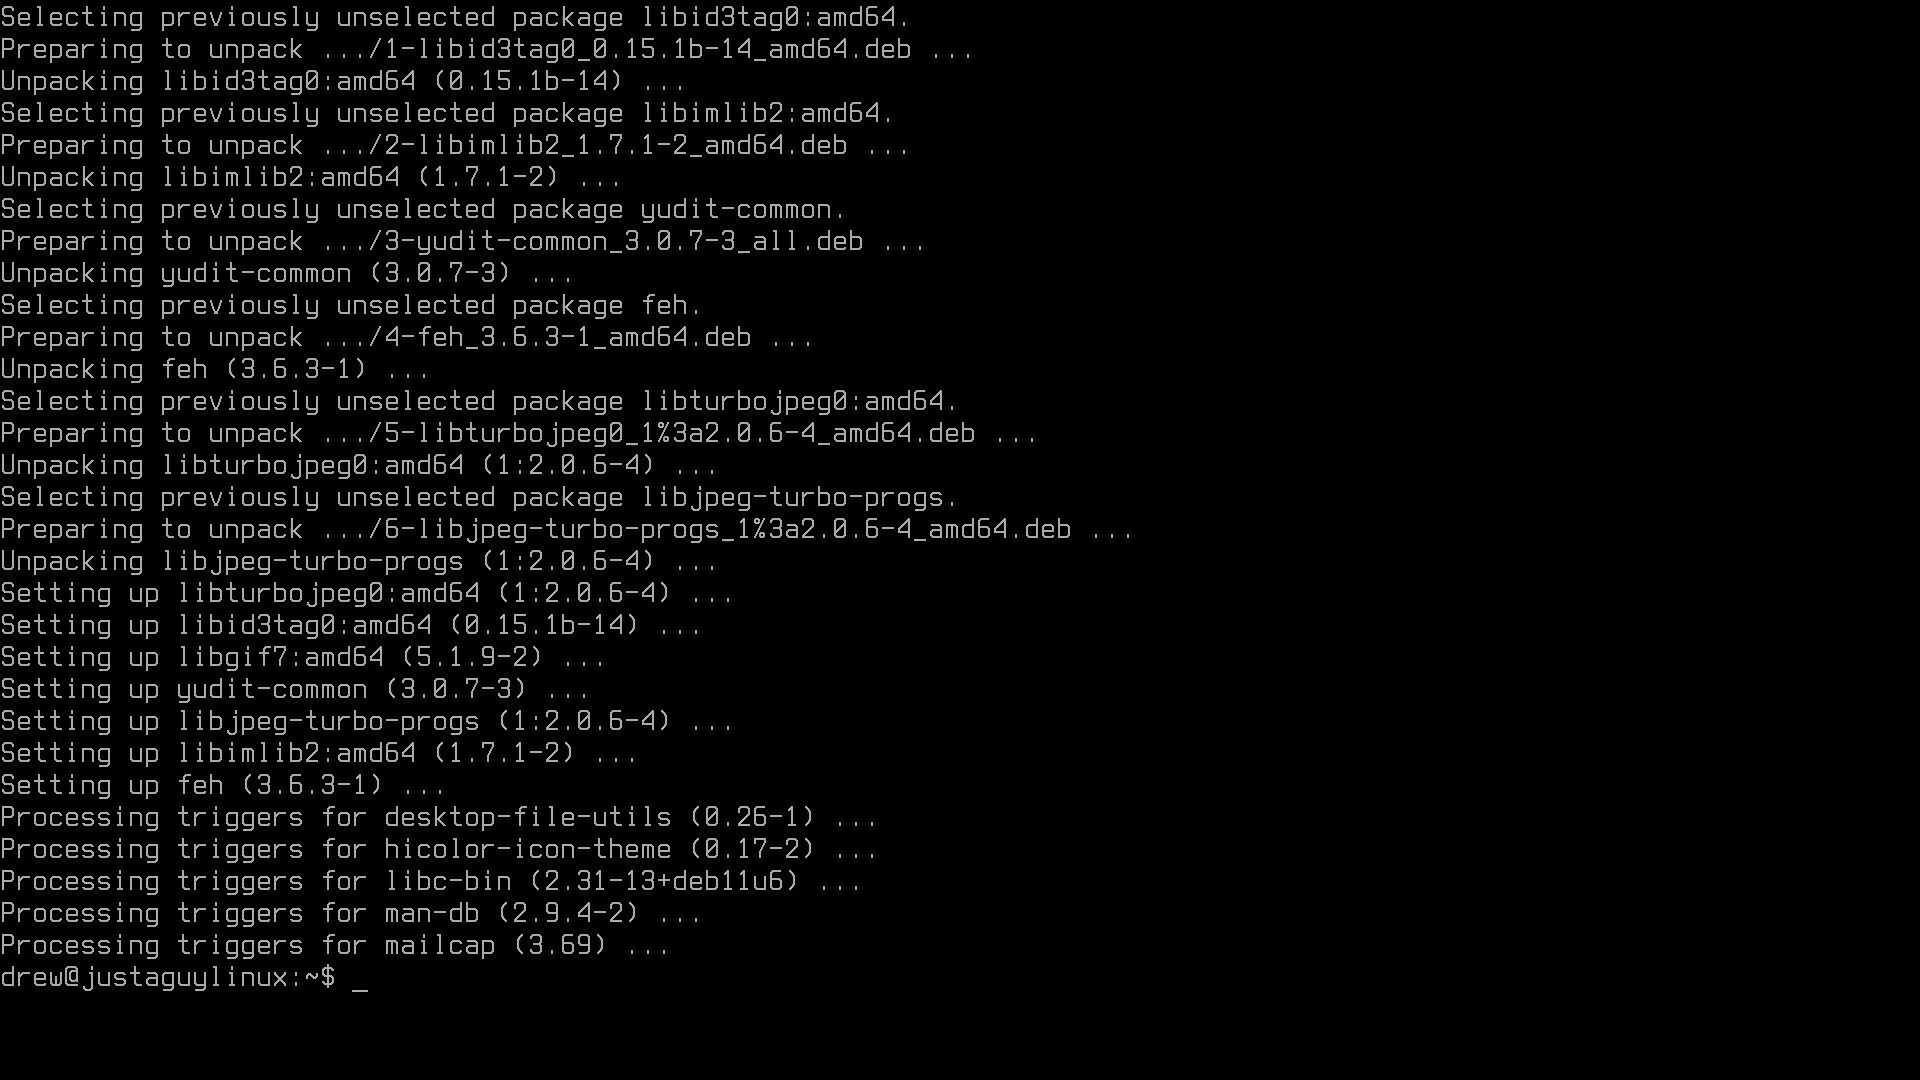 Selecting previously unselected package libid3tag0:amd64.
Preparing to unpack .../1-libid3tag0_0.15.1b-14_amd64.deb ...
Unpacking libid3tag0:amd64 (0.15.1b-14) ...
Selecting previously unselected package libimlib2:amd64.
Preparing to unpack .../2-libimlib2_1.7.1-2_amd64.deb ...
Unpacking libimlib2:amd64 (1.7.1-2) ...
Selecting previously unselected package yudit-common.
Preparing to unpack .../3-yudit-common_3.0.7-3_all.deb ...
Unpacking yudit-common (3.0.7-3) ...
Selecting previously unselected package feh.
Preparing to unpack .../4-feh_3.6.3-1_amd64.deb ...
Unpacking feh (3.6.3-1) ...
Selecting previously unselected package libturbojpeg0:amd64.
Preparing to unpack .../5-libturbojpeg0_1%3a2.0.6-4_amd64.deb ...
Unpacking libturbojpeg0:amd64 (1:2.0.6-4) ...
Selecting previously unselected package libjpeg-turbo-progs.
Preparing to unpack .../6-libjpeg-turbo-progs_1%3a2.0.6-4_amd64.deb ...
Unpacking libjpeg-turbo-progs (1:2.0.6-4) ...
Setting up libturbojpeg0:amd64 (1:2.0.6-4) ...
Setting up libid3tag0:amd64 (0.15.1b-14) ...
Setting up libgif7:amd64 (5.1.9-2) ...
Setting up yudit-common (3.0.7-3) ...
Setting up libjpeg-turbo-progs (1:2.0.6-4) ...
Setting up libimlib2:amd64 (1.7.1-2) ...
Setting up feh (3.6.3-1) ...
Processing triggers for desktop-file-utils (0.26-1) ...
Processing triggers for hicolor-icon-theme (0.17-2) ...
Processing triggers for libc-bin (2.31-13+deb11u6) ...
Processing triggers for man-db (2.9.4-2) ...
Processing triggers for mailcap (3.69) ...
drew@justaguylinux:~$ _